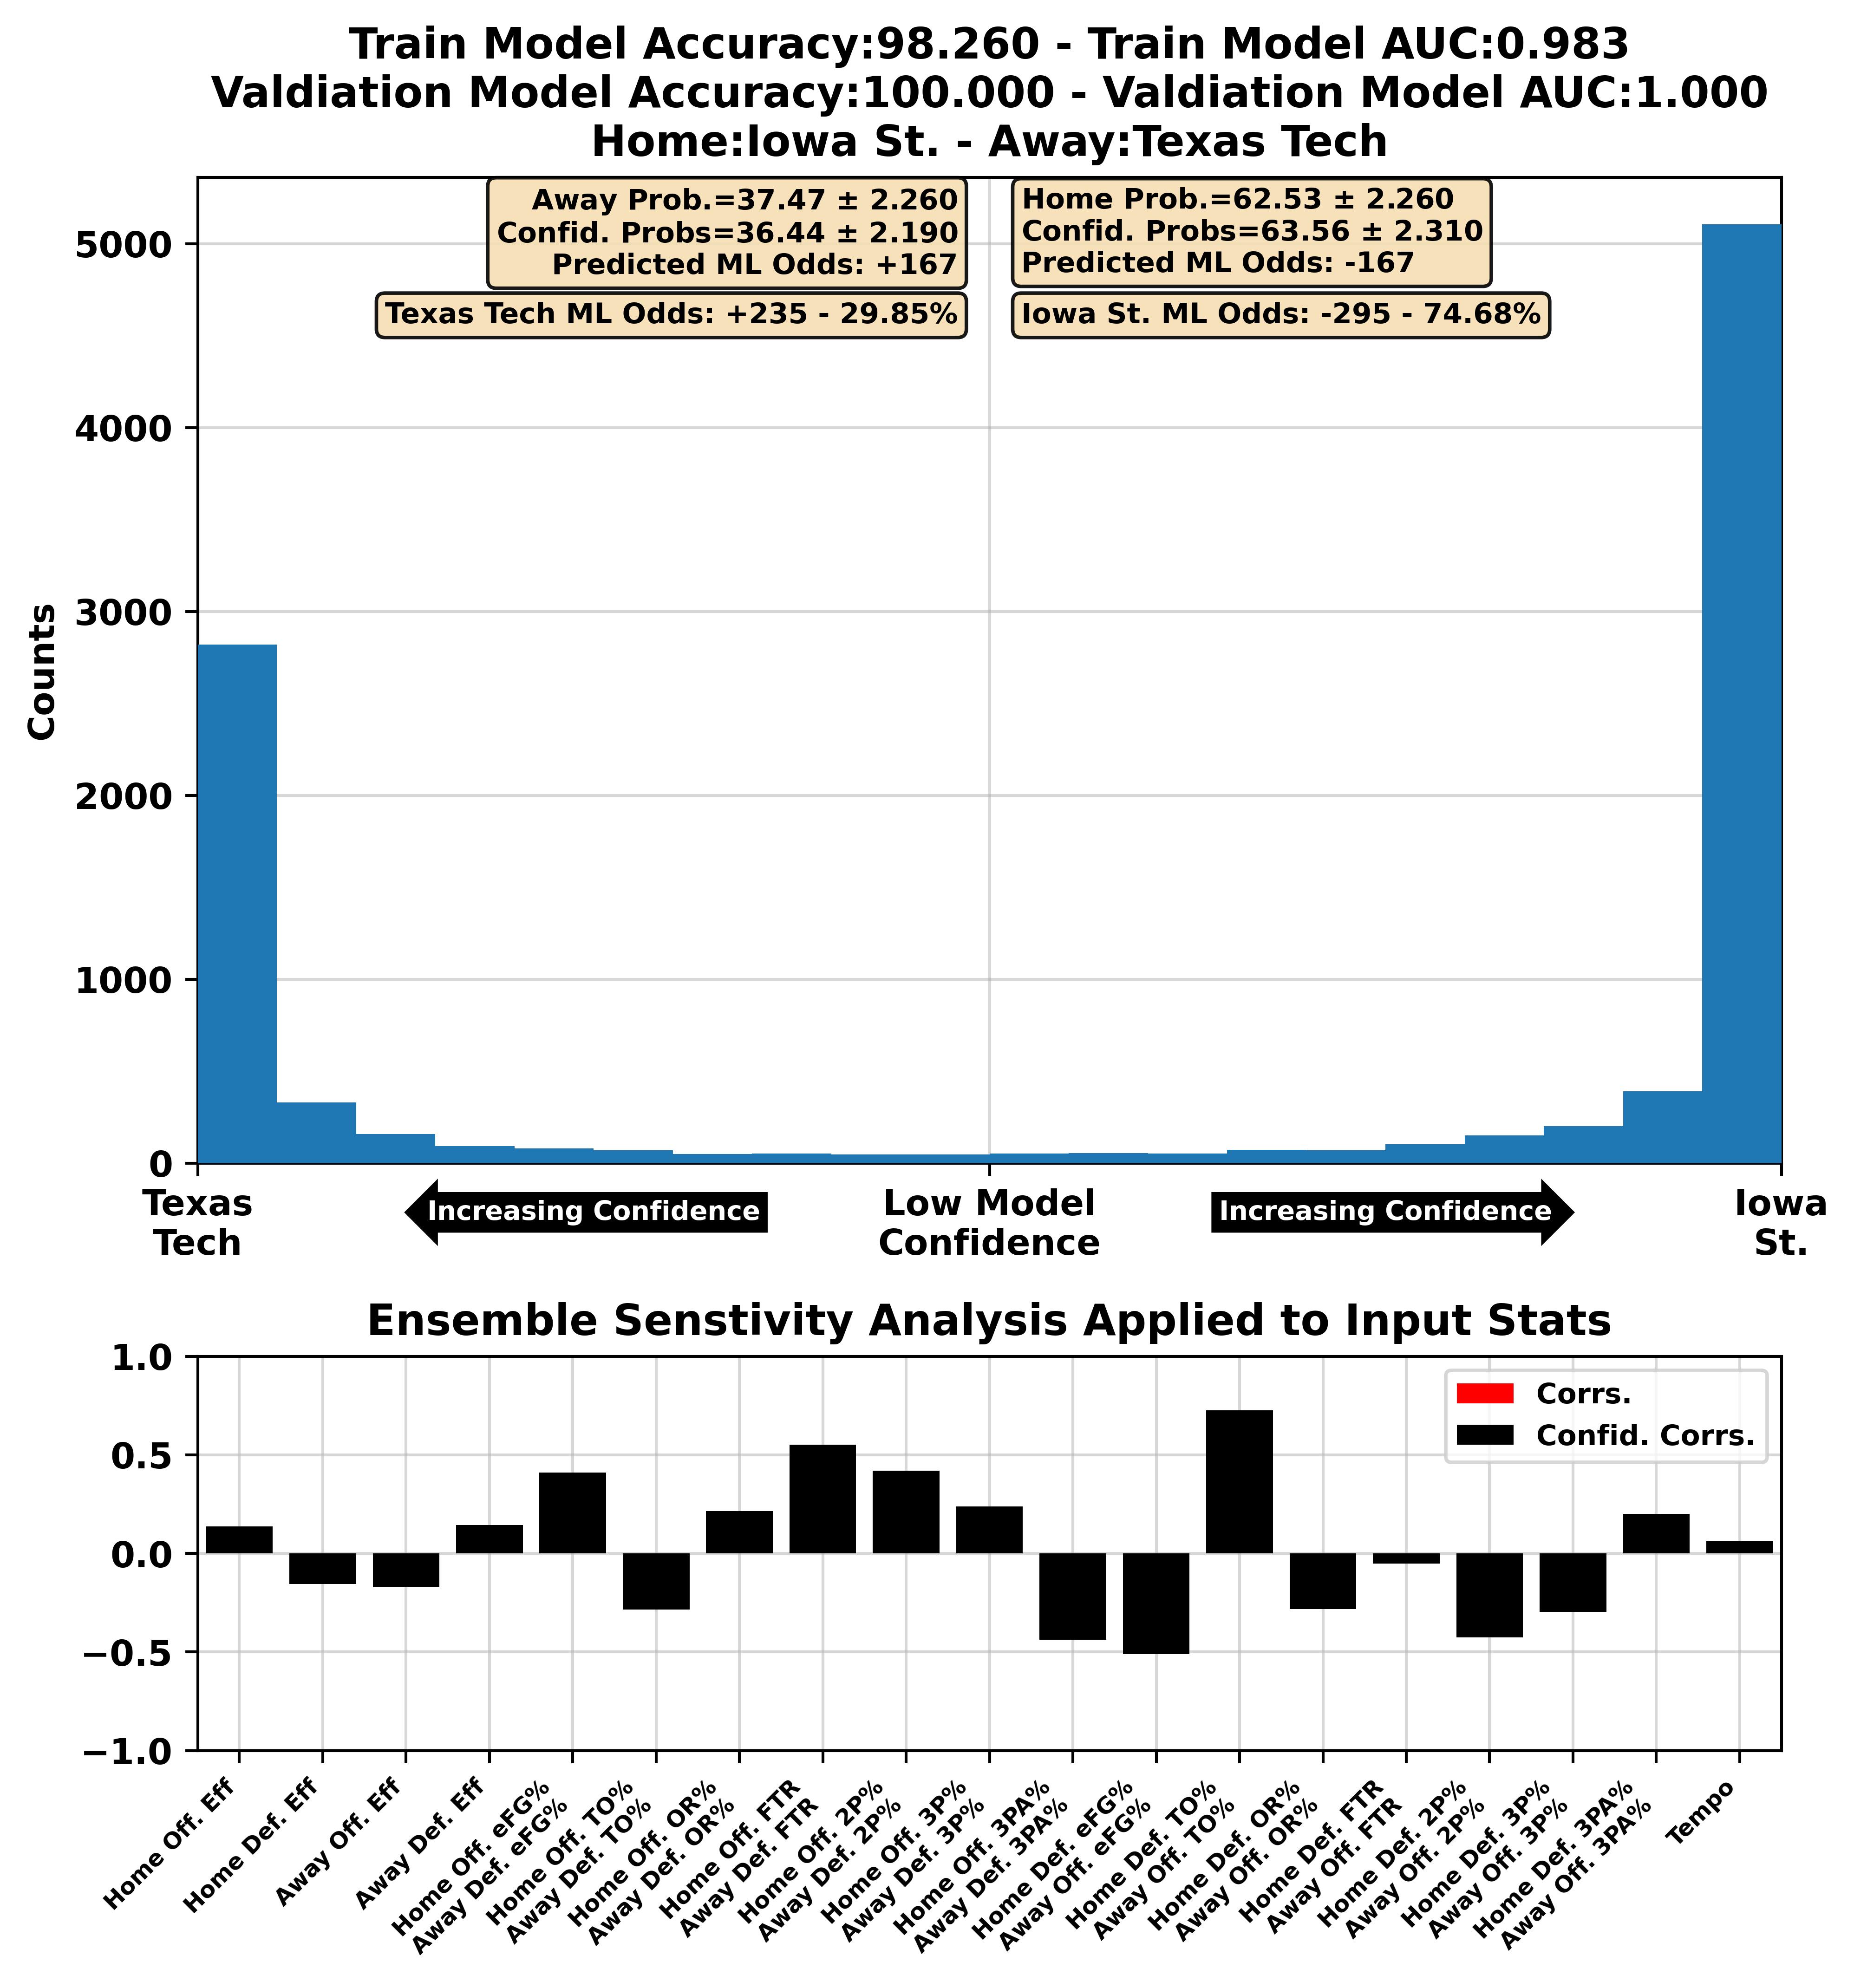 Train Model Accuracy:98.260 - Train Model AUC:0.983
Valdiation Model Accuracy:100.000 - Valdiation Model AUC:1.000
Home:Iowa St. - Away:Texas Tech
Away Prob.=37.47 ± 2.260
Confid. Probs=36.44 ± 2.190
Predicted ML Odds: +167
Texas Tech ML Odds: +235 - 29.85%
Home Prob.=62.53 ± 2.260
Confid. Probs=63.56 ± 2.310
Predicted ML Odds: -167
Iowa St. ML Odds: -295 - 74.68%
Counts
5000
4000
3000
2000
1000
0
Texas
Tech
Increasing Confidence
Low Model
Confidence
Increasing Confidence
Iowa
St.
Ensemble Senstivity Analysis Applied to Input Stats
1.0
0.5
0.0
−0.5
−1.0
Corrs.
Confid. Corrs.
Home Off. Eff
Home Def. Eff
Away Off. Eff
Away Def. Eff
Home Off. eFG%
Away Def. eFG%
Home Off. TO%
Away Def. TO%
Home Off. OR%
Away Def. OR%
Home Off. FTR
Away Def. FTR
Home Off. 2P%
Away Def. 2P%
Home Off. 3P%
Away Def. 3P%
Home Off. 3PA%
Away Def. 3PA%
Home Def. eFG%
Away Off. eFG%
Home Def. TO%
Away Off. TO%
Home Def. OR%
Away Off. OR%
Home Def. FTR
Away Off. FTR
Home Def. 2P%
Away Off. 2P%
Home Def. 3P%
Away Off. 3P%
Home Def. 3PA%
Away Off. 3PA%
Tempo